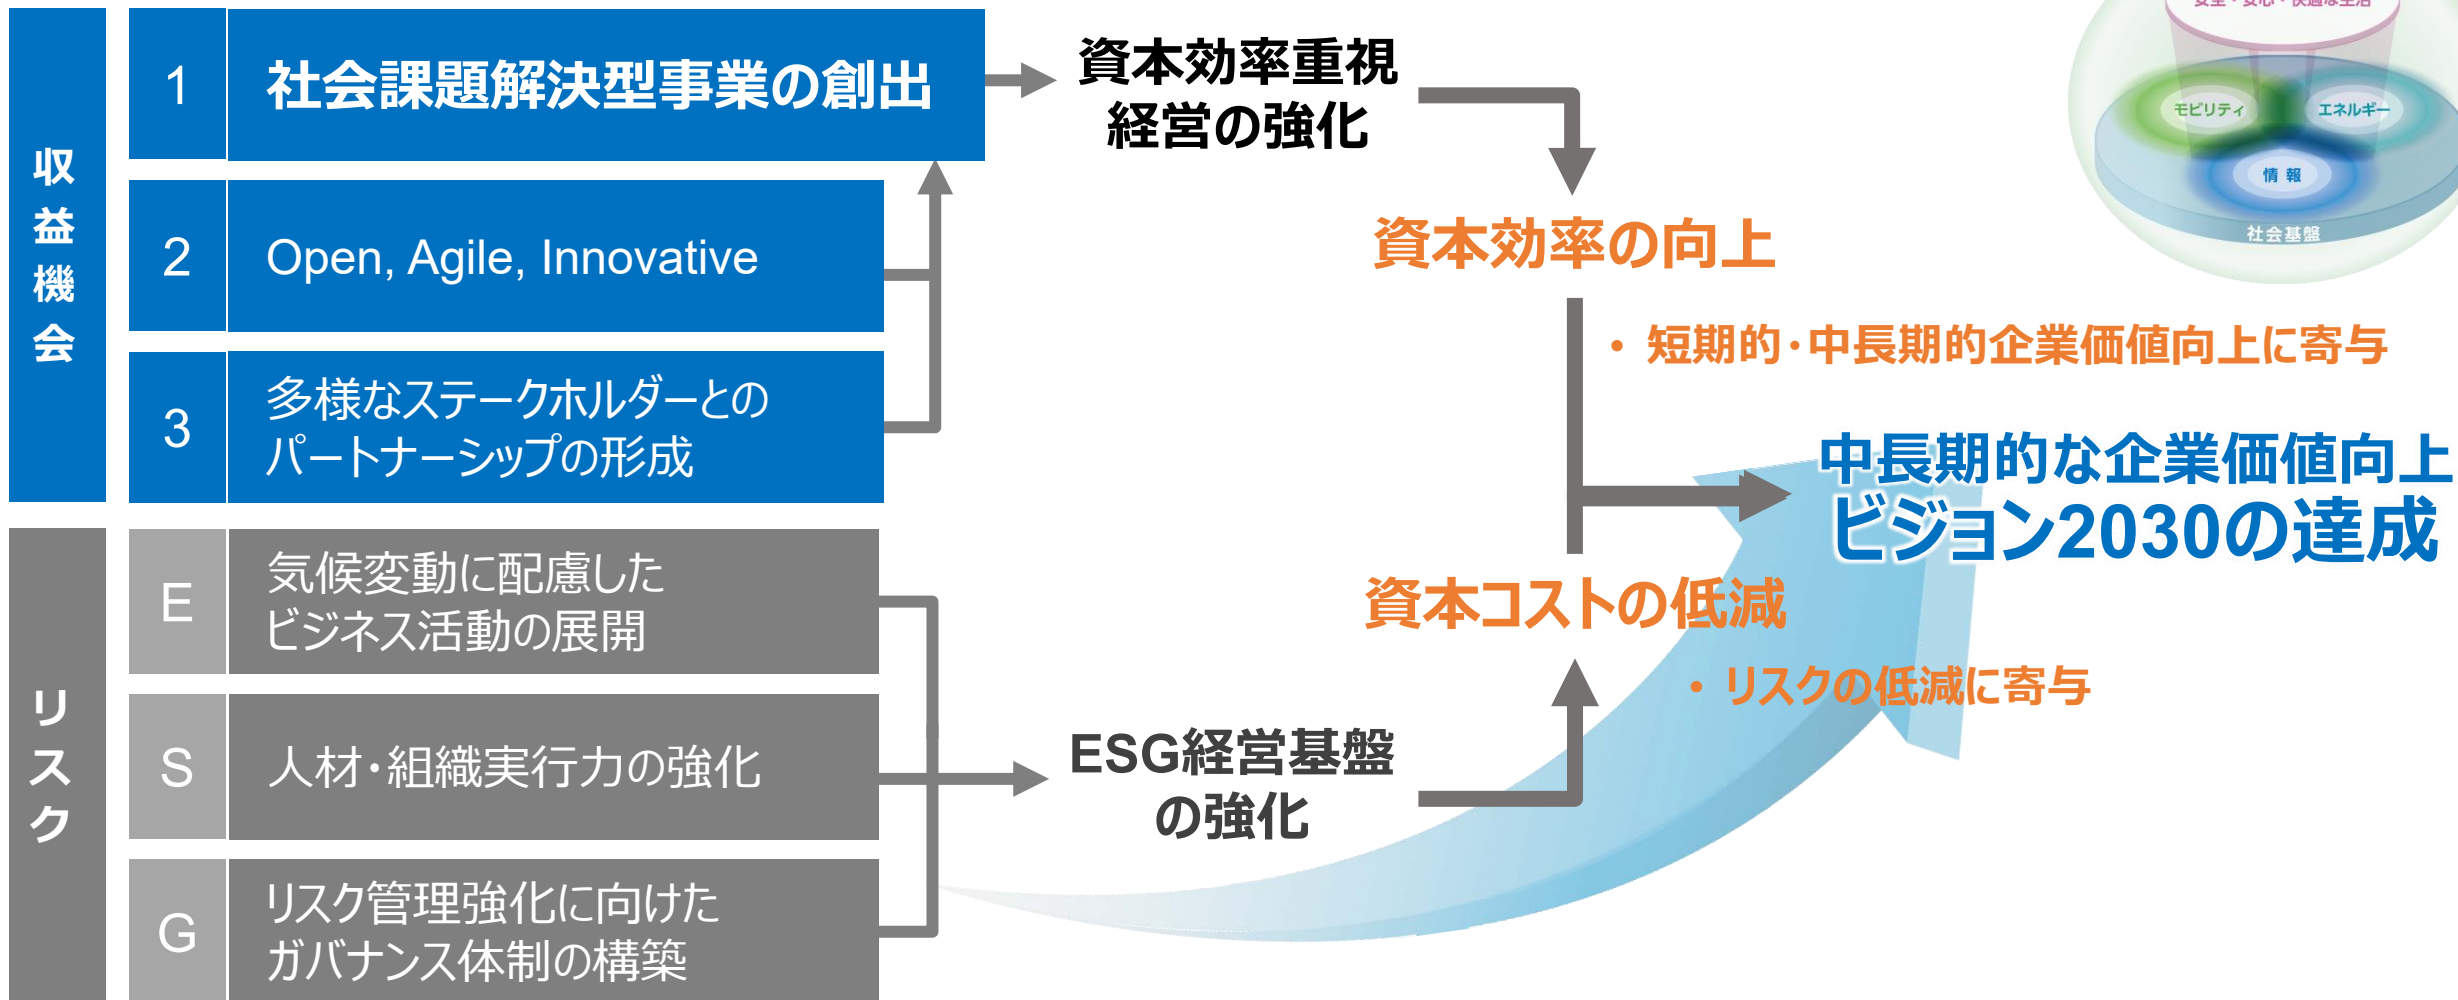 収益機会
1
社会課題解決型事業の創出
2
Open, Agile, Innovative
3
多様なステークホルダーとの
パートナーシップの形成
リスク
E
気候変動に配慮した
ビジネス活動の展開
S
人材・組織実行力の強化
G
リスク管理強化に向けた
ガバナンス体制の構築
資本効率重視
経営の強化
ESG経営基盤
の強化
資本効率の向上
・短期的・中長期的企業価値向上に寄与
資本コストの低減
・リスクの低減に寄与
中長期的な企業価値向上
ビジョン2030の達成
安全・安心・快適な生活
モビリティ
エネルギー
情報
社会基盤